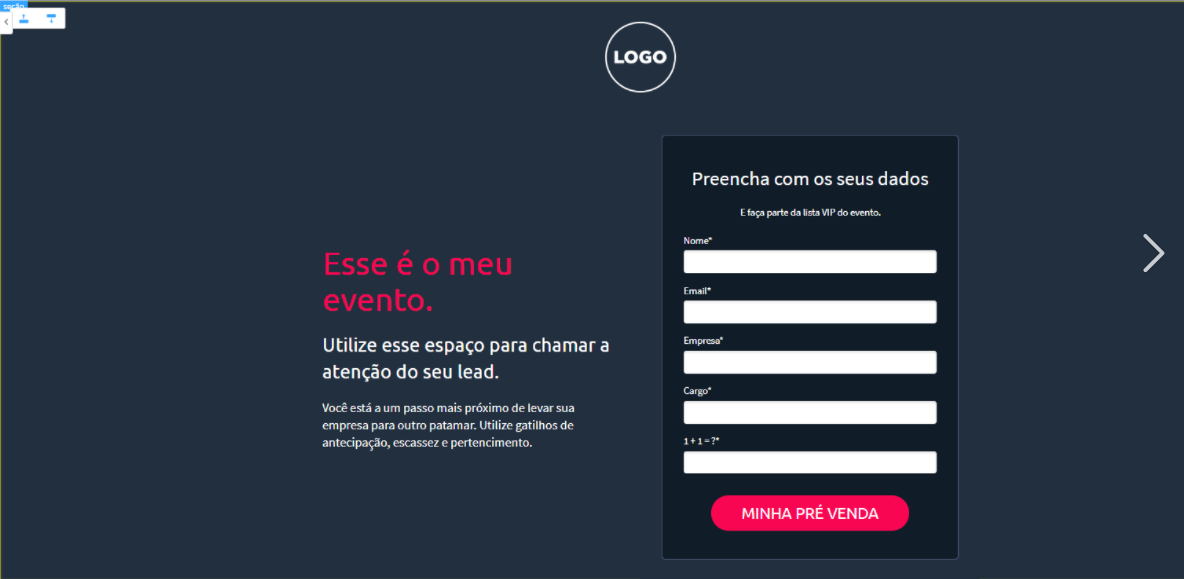 seção
LOGO
Esse é o meu
evento.
Utilize esse espaço para chamar a
atenção do seu lead.
Você está a um passo mais próximo de levar sua
empresa para outro patamar. Utilize gatilhos de
antecipação, escassez e pertencimento.
Preencha com os seus dados
E faça parte da lista VIP do evento.
Nome*
Email*
Empresa*
Cargo*
1 + 1 = ?*
MINHA PRÉ VENDA